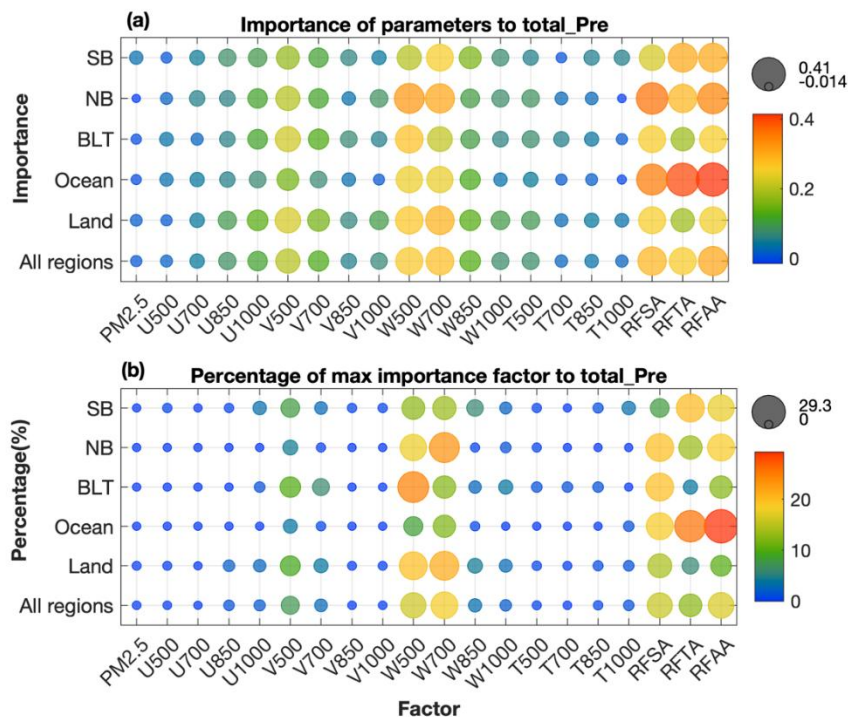 (a) Importance of parameters to total_Pre
Importance
SB
NB
BLT
Ocean
Land
All regions
PM2.5 U500 U700 U850 U1000 V500 V700 V850 V1000 W500 W700 W850 W1000 T500 T700 T850 T1000 RFSA RFTA RFAA
0.41
-0.014
0.4
0.2
0
(b) Percentage of max importance factor to total_Pre
Percentage(%)
SB
NB
BLT
Ocean
Land
All regions
PM2.5 U500 U700 U850 U1000 V500 V700 V850 V1000 W500 W700 W850 W1000 T500 T700 T850 T1000 RFSA RFTA RFAA
Factor
29.3
0
20
10
0